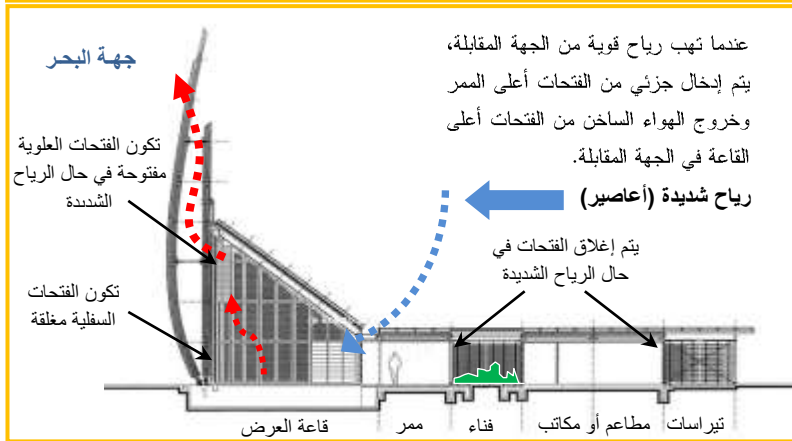 عندما تهب رياح قوية من الجهة المقابلة،
يتم إدخال جزئي من الفتحات أعلى الممر
وخروج الهواء الساخن من الفتحات أعلى
القاعة في الجهة المقابلة.
جهة البحر
رياح شديدة (أعاصير)
تكون الفتحات العلوية
مفتوحة في حال الرياح
الشديدة
يتم إغلاق الفتحات في
حال الرياح الشديدة
تكون الفتحات
السفلية مغلقة
تيراسات
مطاعم أو مكاتب
فناء
ممر
قاعة العرض